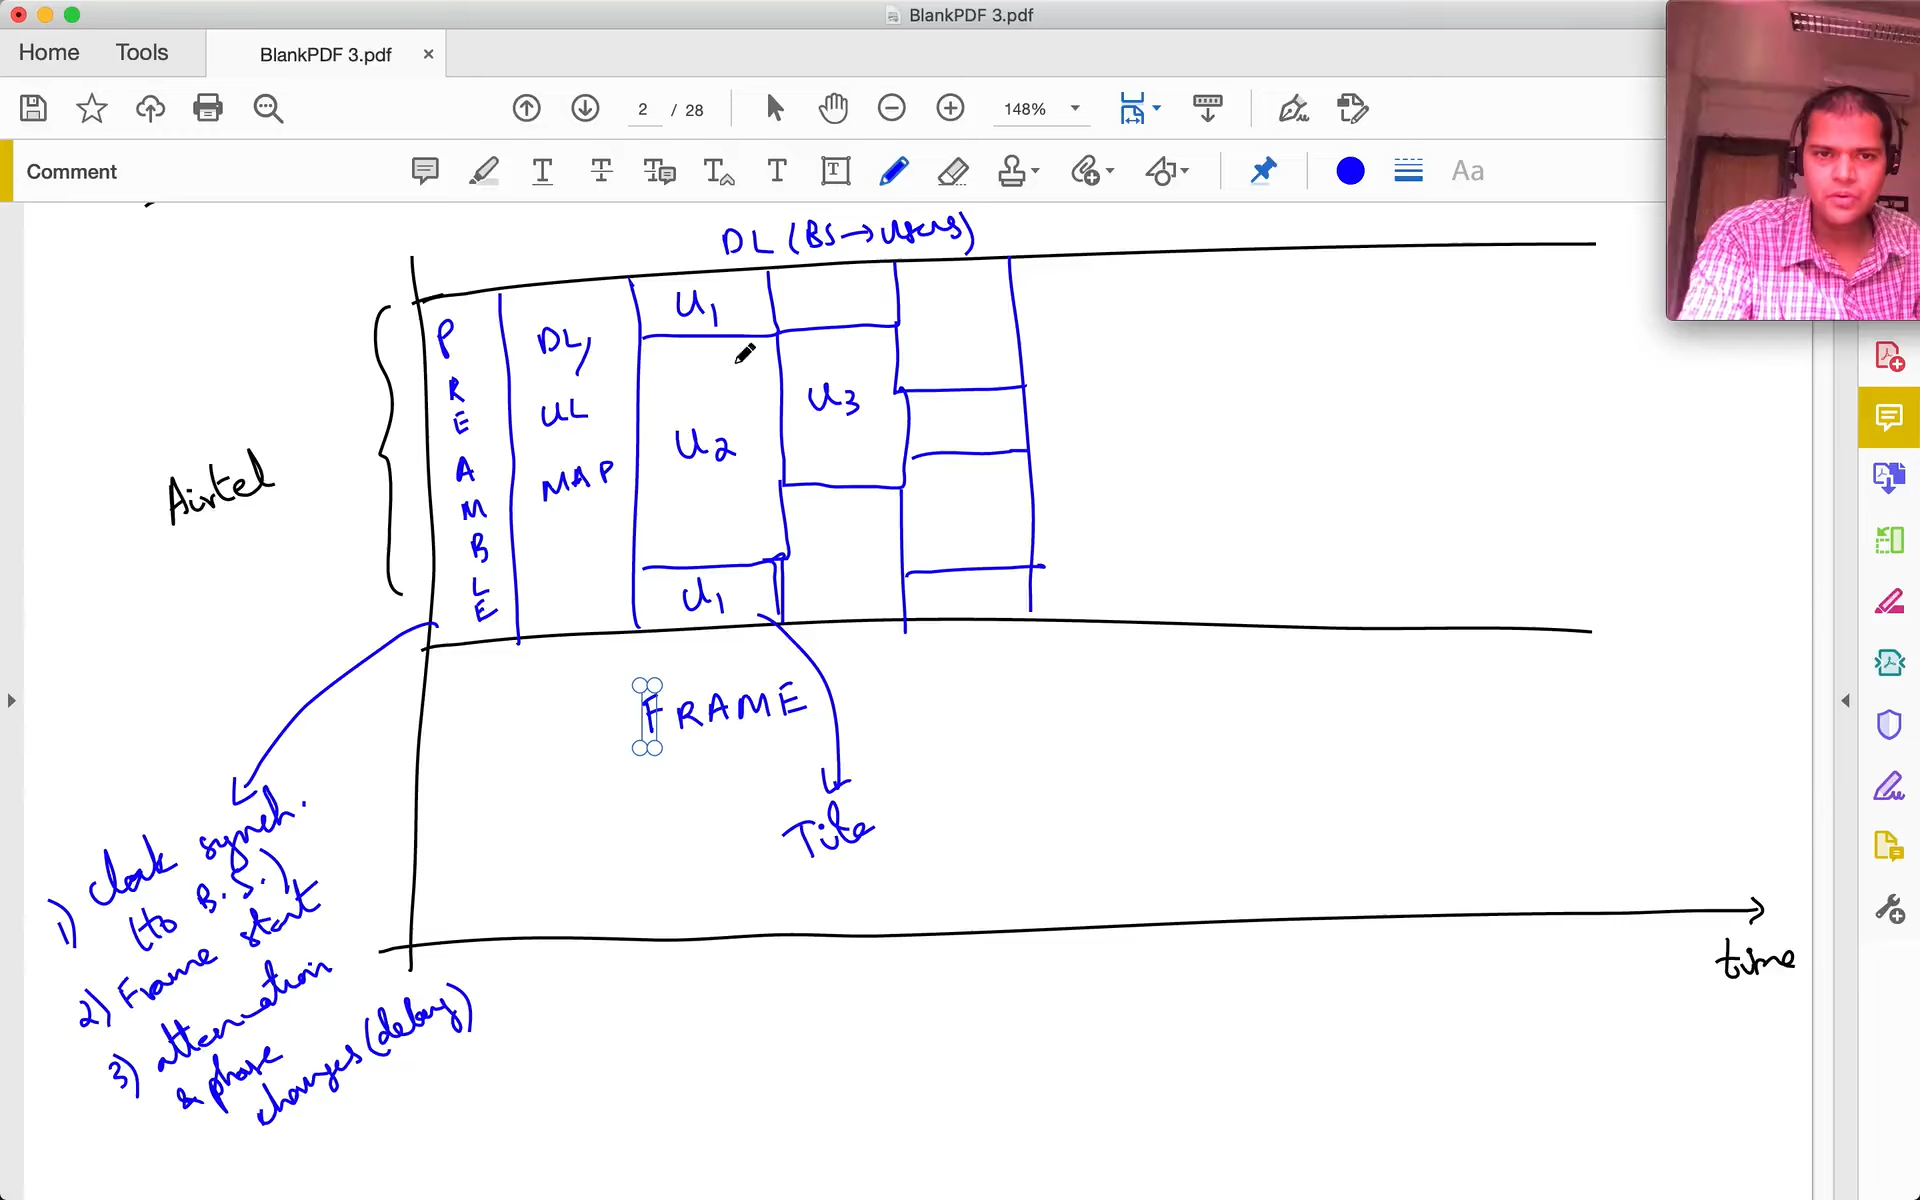 BlankPDF 3.pdf
Home
Tools
BlankPDF 3.pdf
2 / 28
148%
Comment
Aa
DL (BS → users)
PREAMBLE
DL,
UL
MAP
U1
U2
U1
U3
Airtel
FRAME
Tile
time
1) clock synch.
(to B.S.)
2) Frame start
3) attenuation
& phase
changes (delay)